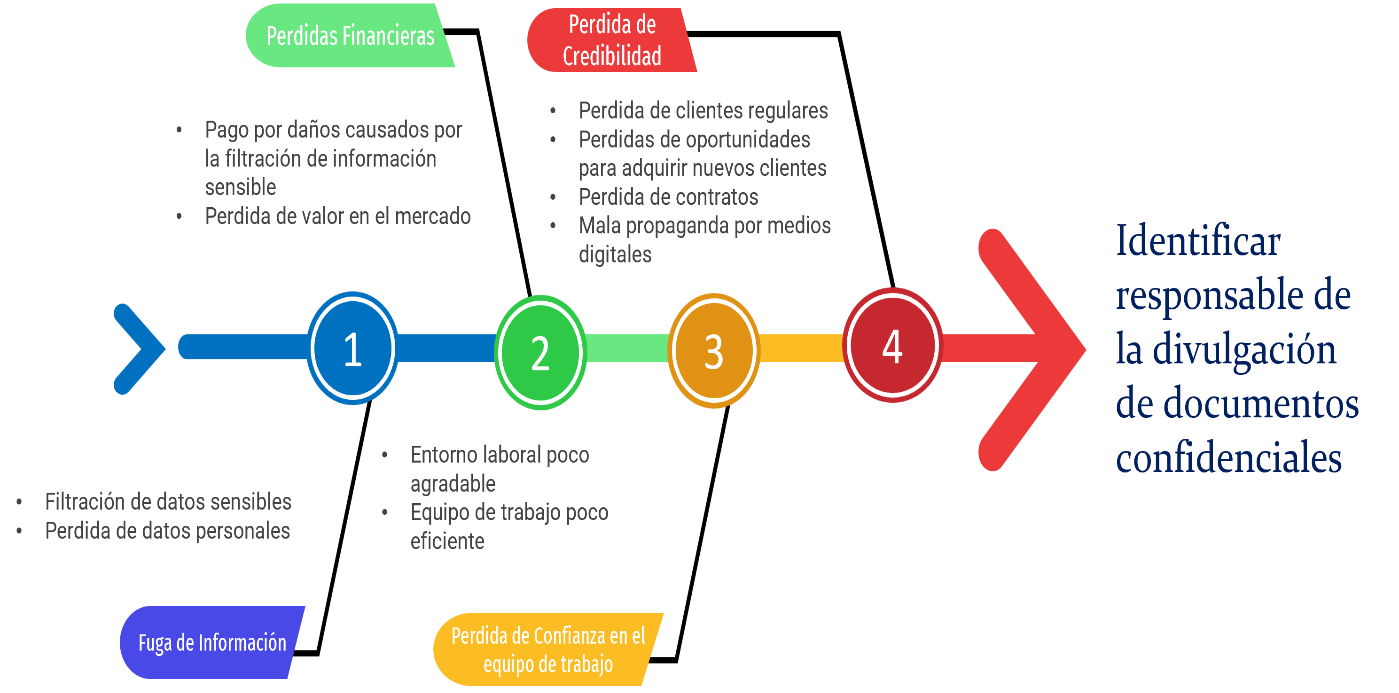 Perdidas Financieras
Perdida de
Credibilidad
• Pago por daños causados por
la filtración de información
sensible
• Perdida de valor en el mercado
• Perdida de clientes regulares
• Perdidas de oportunidades
para adquirir nuevos clientes
• Perdida de contratos
• Mala propaganda por medios
digitales
1
2
3
4
Identificar
responsable de
la divulgación
de documentos
confidenciales
• Filtración de datos sensibles
• Perdida de datos personales
• Entorno laboral poco
agradable
• Equipo de trabajo poco
eficiente
Fuga de Información
Perdida de Confianza en el
equipo de trabajo